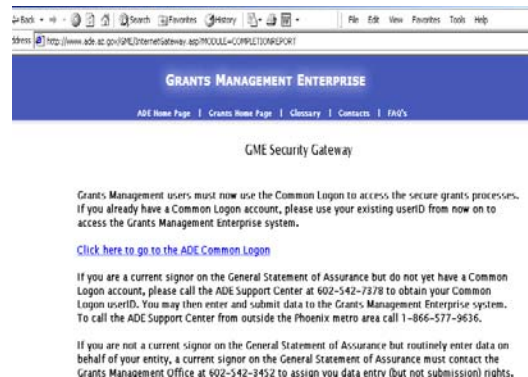 Back Search Favorites History File Edit View Favorites Tools Help
http://www.ade.az.gov/GME/InternetGateway.asp?MODULE=COMPLETIONREPORT
GRANTS MANAGEMENT ENTERPRISE
ADE Home Page | Grants Home Page | Glossary | Contacts | FAQ's
GME Security Gateway
Grants Management users must now use the Common Logon to access the secure grants processes.
If you already have a Common Logon account, please use your existing userID from now on to
access the Grants Management Enterprise system.
Click here to go to the ADE Common Logon
If you are a current signor on the General Statement of Assurance but do not yet have a Common
Logon account, please call the ADE Support Center at 602-542-7378 to obtain your Common
Logon userID. You may then enter and submit data to the Grants Management Enterprise system.
To call the ADE Support Center from outside the Phoenix metro area call 1-866-577-9636.
If you are not a current signor on the General Statement of Assurance but routinely enter data on
behalf of your entity, a current signor on the General Statement of Assurance must contact the
Grants Management Office at 602-542-3452 to assign you data entry (but not submission) rights.